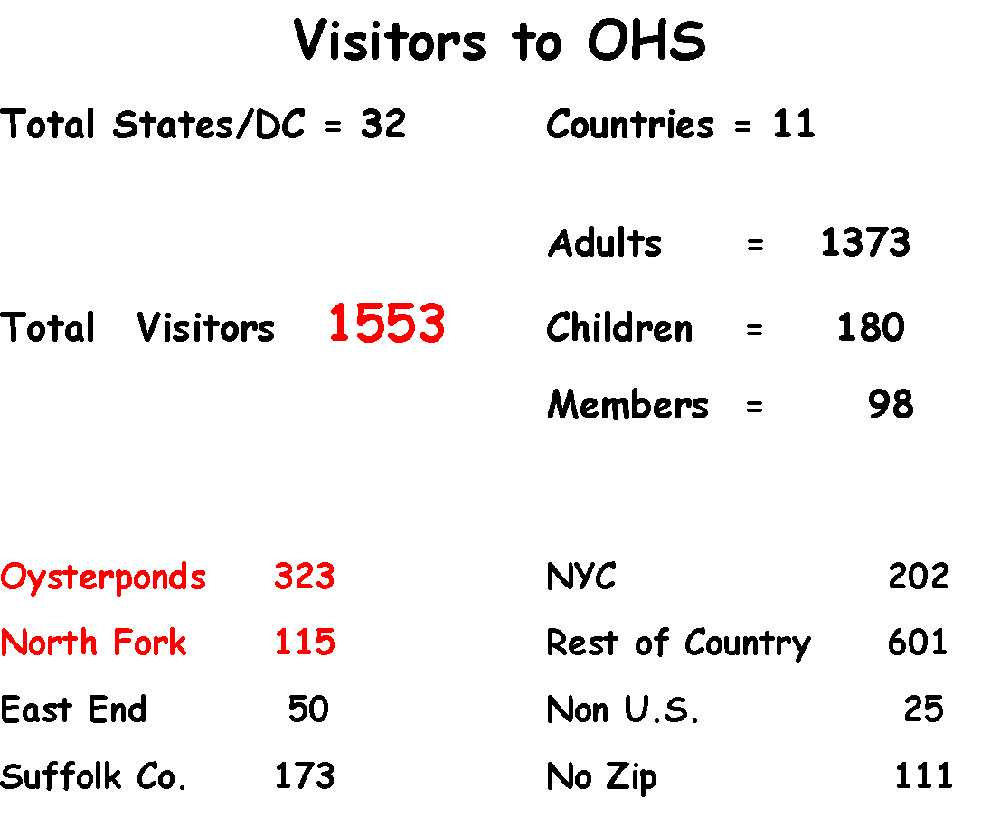 Visitors to OHS
Total States/DC = 32 Countries = 11
Adults = 1373
Total Visitors 1553 Children = 180
Members = 98
Oysterponds 323 NYC 202
North Fork 115 Rest of Country 601
East End 50 Non U.S. 25
Suffolk Co. 173 No Zip 111